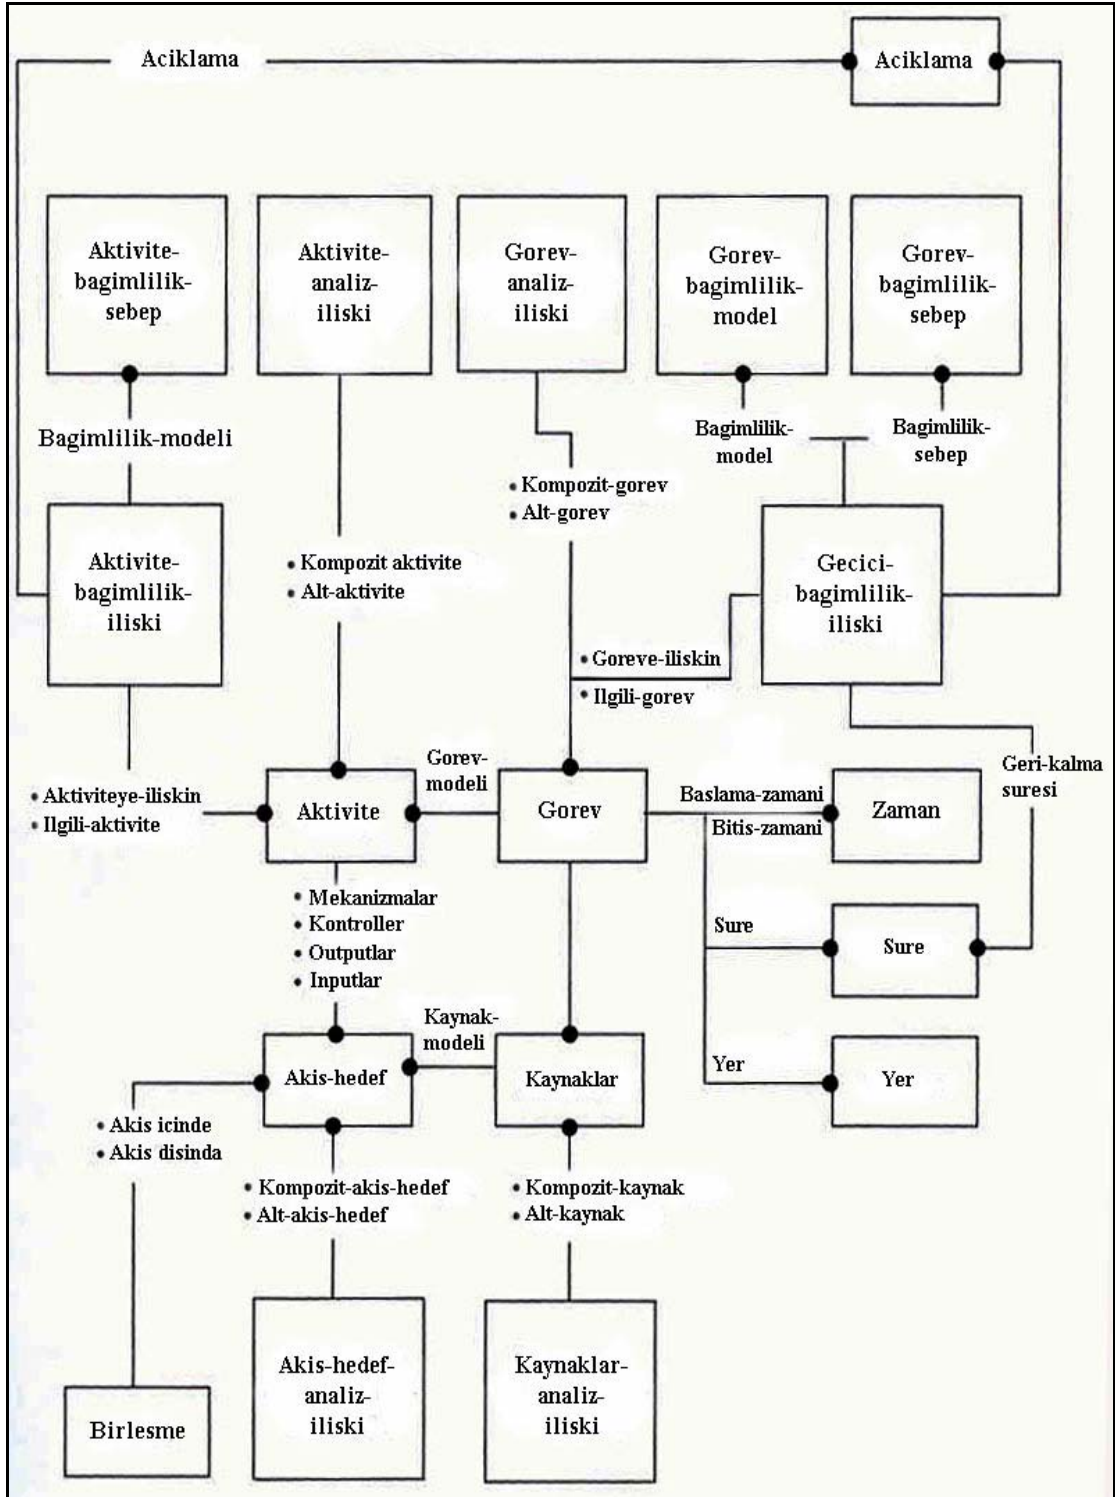 Aciklama
Aciklama
Aktivite-
bagimlilik-
sebep
Aktivite-
analiz-
iliski
Gorev-
analiz-
iliski
Gorev-
bagimlilik-
model
Gorev-
bagimlilik-
sebep
Bagimlilik-modeli
Bagimlilik-
model
Bagimlilik-
sebep
• Kompozit-gorev
• Alt-gorev
Aktivite-
bagimlilik-
iliski
• Kompozit aktivite
• Alt-aktivite
Gecici-
bagimlilik-
iliski
• Goreve-iliskin
• Ilgili-gorev
Geri-kalma
suresi
• Aktiviteye-iliskin
• Ilgili-aktivite
Aktivite
Gorev-
modeli
Gorev
Baslama-zamani
Bitis-zamani
Zaman
• Mekanizmalar
• Kontroller
• Outputlar
• Inputlar
Sure
Sure
Kaynak-
modeli
Akis-hedef
Kaynaklar
Yer
Yer
• Akis icinde
• Akis disinda
• Kompozit-akis-hedef
• Alt-akis-hedef
• Kompozit-kaynak
• Alt-kaynak
Birlesme
Akis-hedef-
analiz-
iliski
Kaynaklar-
analiz-
iliski